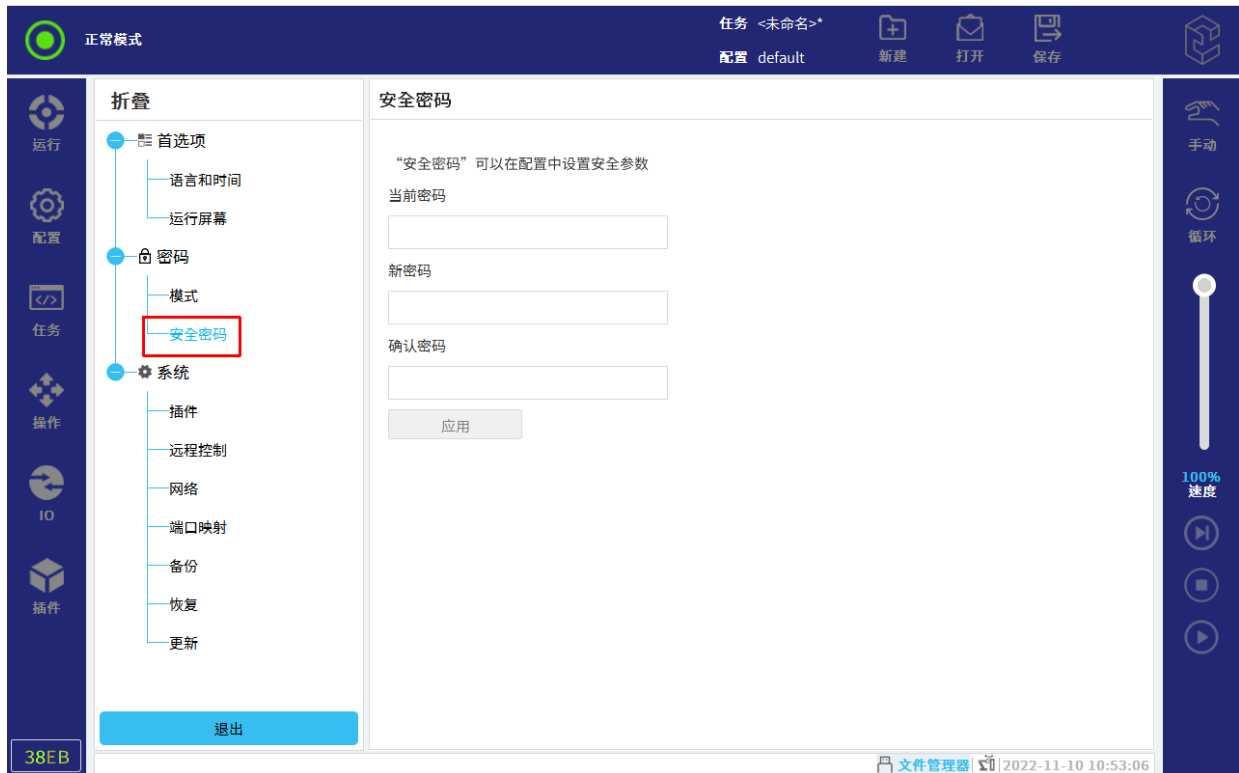 正常模式
任务 <未命名>*
配置 default
新建
打开
保存
运行
配置
任务
操作
IO
插件
38EB
折叠
首选项
语言和时间
运行屏幕
密码
模式
安全密码
系统
插件
远程控制
网络
端口映射
备份
恢复
更新
退出
安全密码
“安全密码”可以在配置中设置安全参数
当前密码
新密码
确认密码
应用
手动
循环
100%
速度
文件管理器
2022-11-10 10:53:06